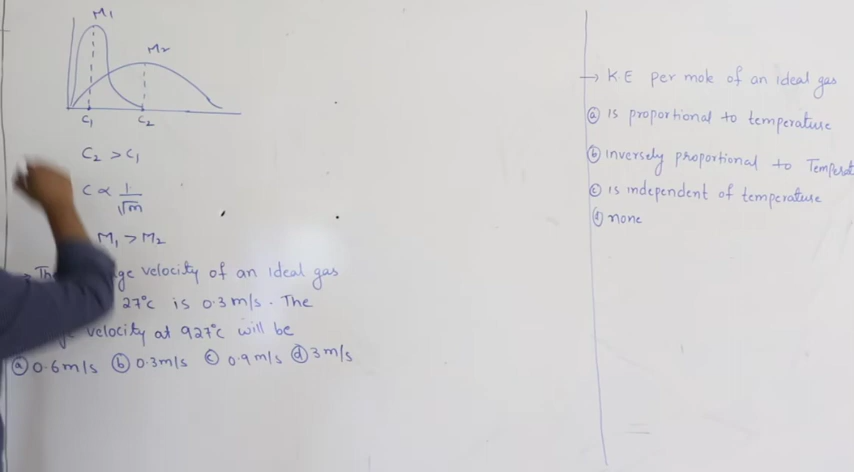 M1
M2
C1
C2
C2 > C1
C ∝ 1/√m
M1 > M2
velocity of an ideal gas
27°C is 0.3 m/s. The
velocity at 927°C will be
ⓐ 0.6 m/s ⓑ 0.3 m/s ⓒ 0.9 m/s ⓓ 3 m/s
→ K.E per mole of an ideal gas
ⓐ is proportional to temperature
ⓑ inversely proportional to
ⓒ is independent of temperature
ⓓ none